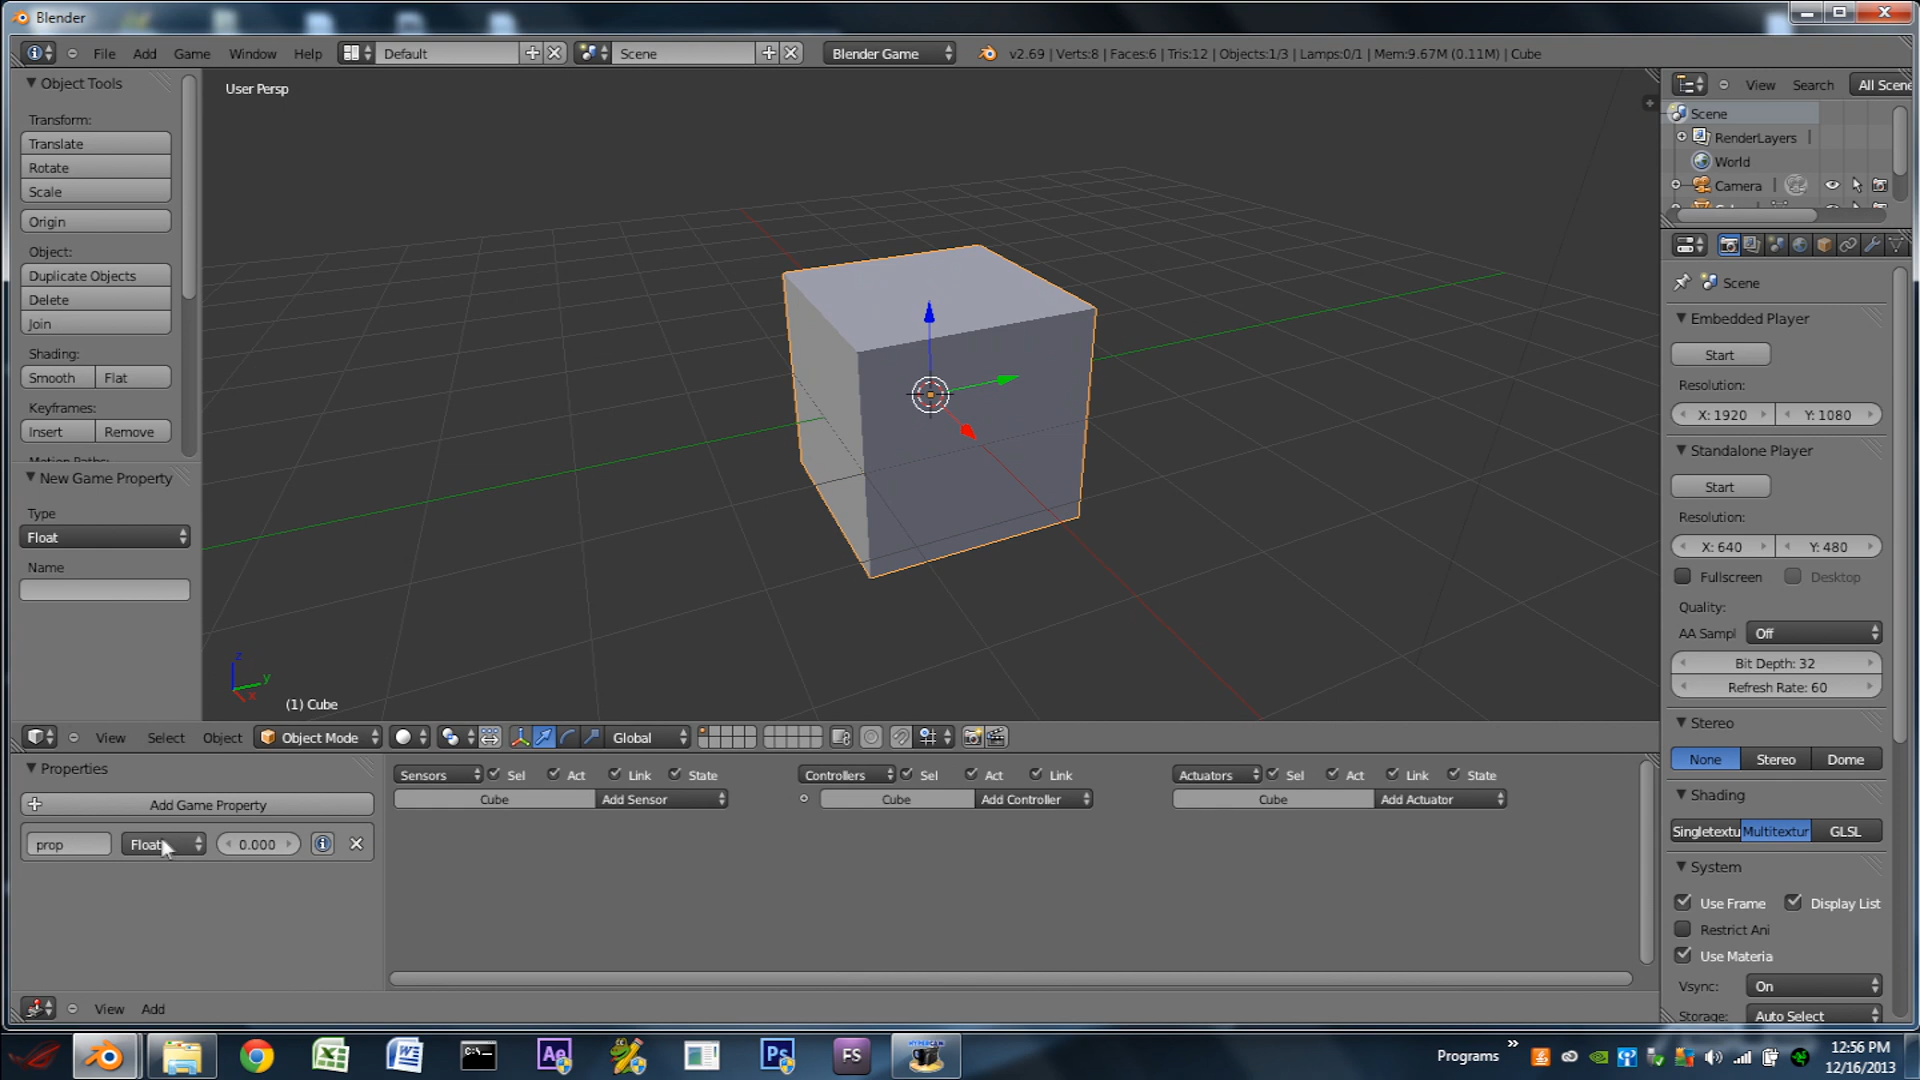 Blender
File Add Game Window Help Default Scene Blender Game v2.69 | Verts:8 | Faces:6 | Tris:12 | Objects:1/3 | Lamps:0/1 | Mem:9.67M (0.11M) | Cube
Object Tools
Transform:
Translate
Rotate
Scale
Origin
Object:
Duplicate Objects
Delete
Join
Shading:
Smooth Flat
Keyframes:
Insert Remove
Motion Paths:
New Game Property
Type
Float
Name
User Persp
z
y
x
(1) Cube
View Select Object Object Mode Global
Properties
Add Game Property
prop Float 0.000
Sensors Sel Act Link State
Cube Add Sensor
Controllers Sel Act Link
Cube Add Controller
Actuators Sel Act Link State
Cube Add Actuator
View Add
View Search All Scene
Scene
RenderLayers
World
Camera
Scene
Embedded Player
Start
Resolution:
X: 1920 Y: 1080
Standalone Player
Start
Resolution:
X: 640 Y: 480
Fullscreen Desktop
Quality:
AA Sampl Off
Bit Depth: 32
Refresh Rate: 60
Stereo
None Stereo Dome
Shading
Singletextu Multitextur GLSL
System
Use Frame Display List
Restrict Ani
Use Materia
Vsync: On
Storage: Auto Select
Ae
Ps
FS
HYPERCAM
Programs »
12:56 PM
12/16/2013